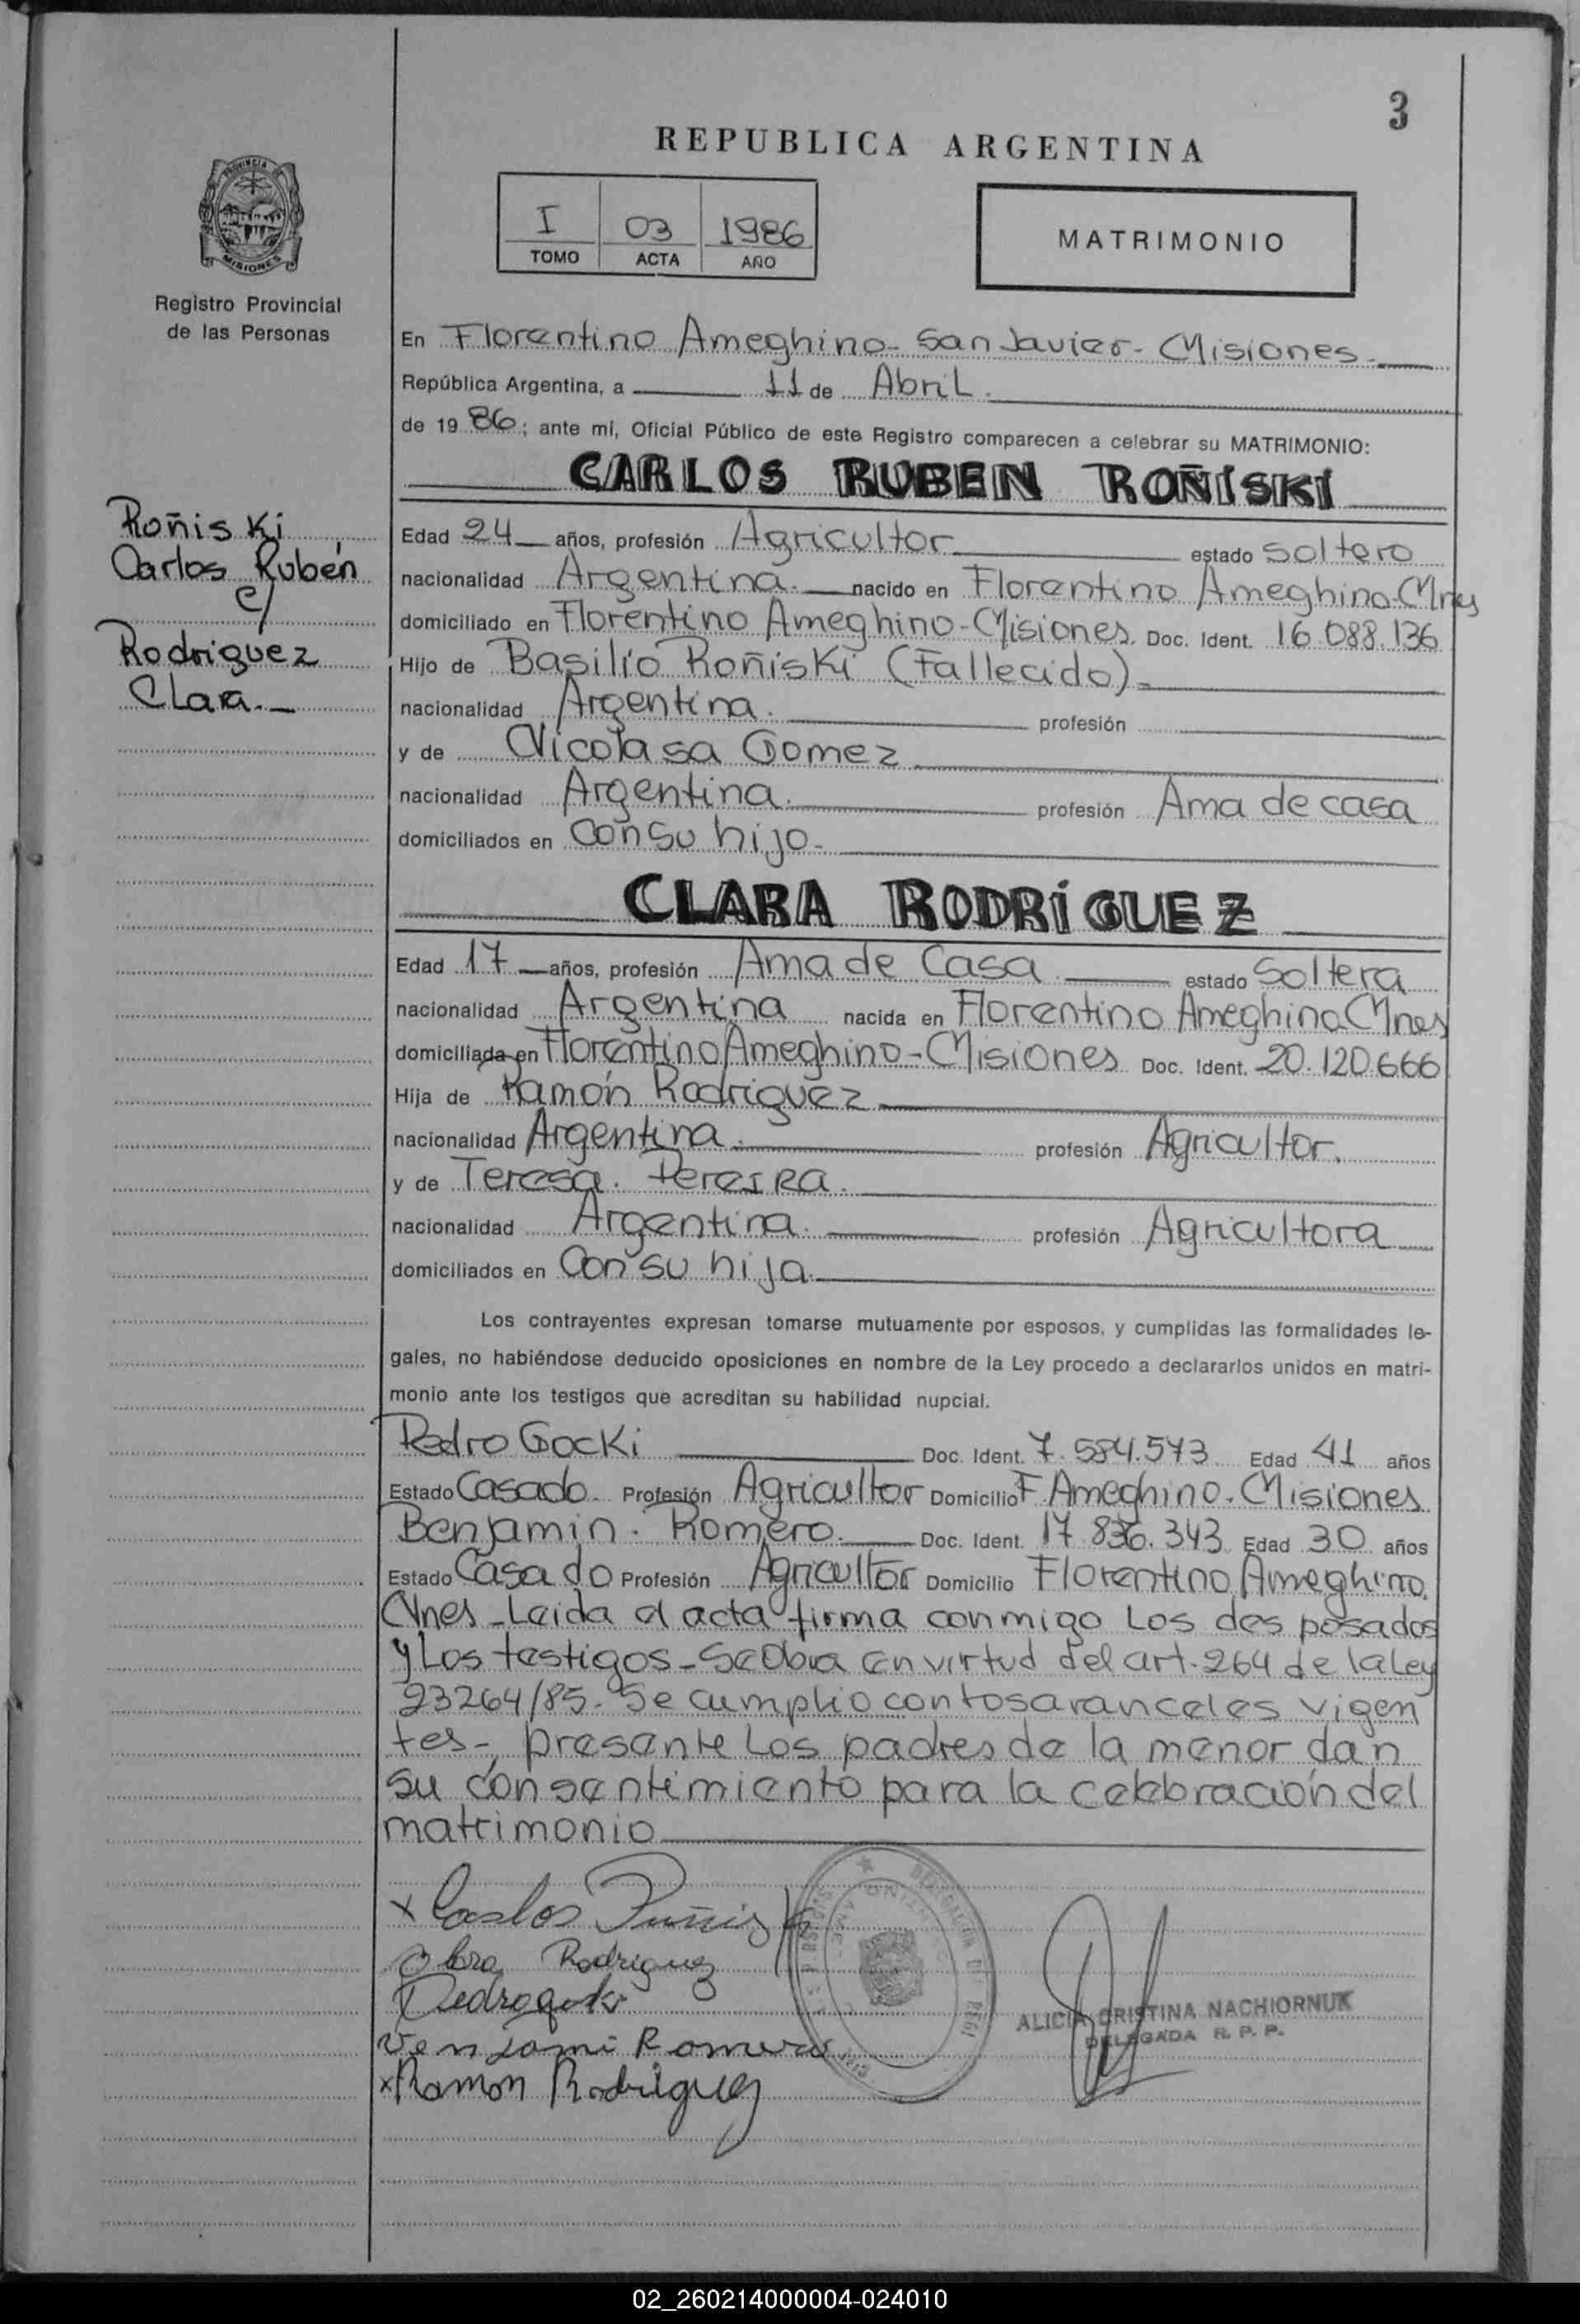 3
REPUBLICA ARGENTINA
PROVINCIA DE
MISIONES
Registro Provincial
de las Personas
I 03 1986
TOMO ACTA AÑO
MATRIMONIO
En Florentino Ameghino - San Javier - Misiones.
República Argentina, a 11 de Abril.
de 1986; ante mí, Oficial Público de este Registro comparecen a celebrar su MATRIMONIO:
CARLOS RUBEN ROÑISKI
Roñiski
Carlos Rubén
c/
Rodriguez
Clara.-
Edad 24 años, profesión Agricultor estado soltero
nacionalidad Argentina. nacido en Florentino Ameghino-Mnes
domiciliado en Florentino Ameghino-Misiones. Doc. Ident. 16.088.136
Hijo de Basilio Roñiski (Fallecido).-
nacionalidad Argentina. profesión
y de Nicolasa Gomez
nacionalidad Argentina. profesión Ama de casa
domiciliados en con su hijo-
CLARA RODRÍGUEZ
Edad 17 años, profesión Ama de Casa. estado Soltera
nacionalidad Argentina nacida en Florentino Ameghino Mnes
domiciliada en Florentino Ameghino-Misiones Doc. Ident. 20.120.666
Hija de Ramón Rodriguez
nacionalidad Argentina. profesión Agricultor.
y de Teresa. Pereira.
nacionalidad Argentina. profesión Agricultora
domiciliados en Con su hija.
Los contrayentes expresan tomarse mutuamente por esposos, y cumplidas las formalidades le-
gales, no habiéndose deducido oposiciones en nombre de la Ley procedo a declararlos unidos en matri-
monio ante los testigos que acreditan su habilidad nupcial.
Pedro Gocki Doc. Ident. 7.584.573 Edad 41 años
Estado Casado. Profesión Agricultor Domicilio F. Ameghino. Misiones
Benjamin. Romero. Doc. Ident. 17.836.343 Edad 30 años
Estado Casado Profesión Agricultor Domicilio Florentino Ameghino.
Mnes-Leida el acta firma conmigo Los desposados
y Los testigos-Se Obra en virtud del art.264 de la Ley
23264/85-Se cumplio con los aranceles vigen
tes-, presente Los padres de la menor dan
su consentimiento para la celebracion del
matrimonio
x Carlos Ruñiski
Clara Rodriguez
Pedro gocki
Venjami Romero
x Ramon Rodriguez
ALICIA CRISTINA NACHIORNUK
DELEGADA R. P. P.
02_260214000004-024010